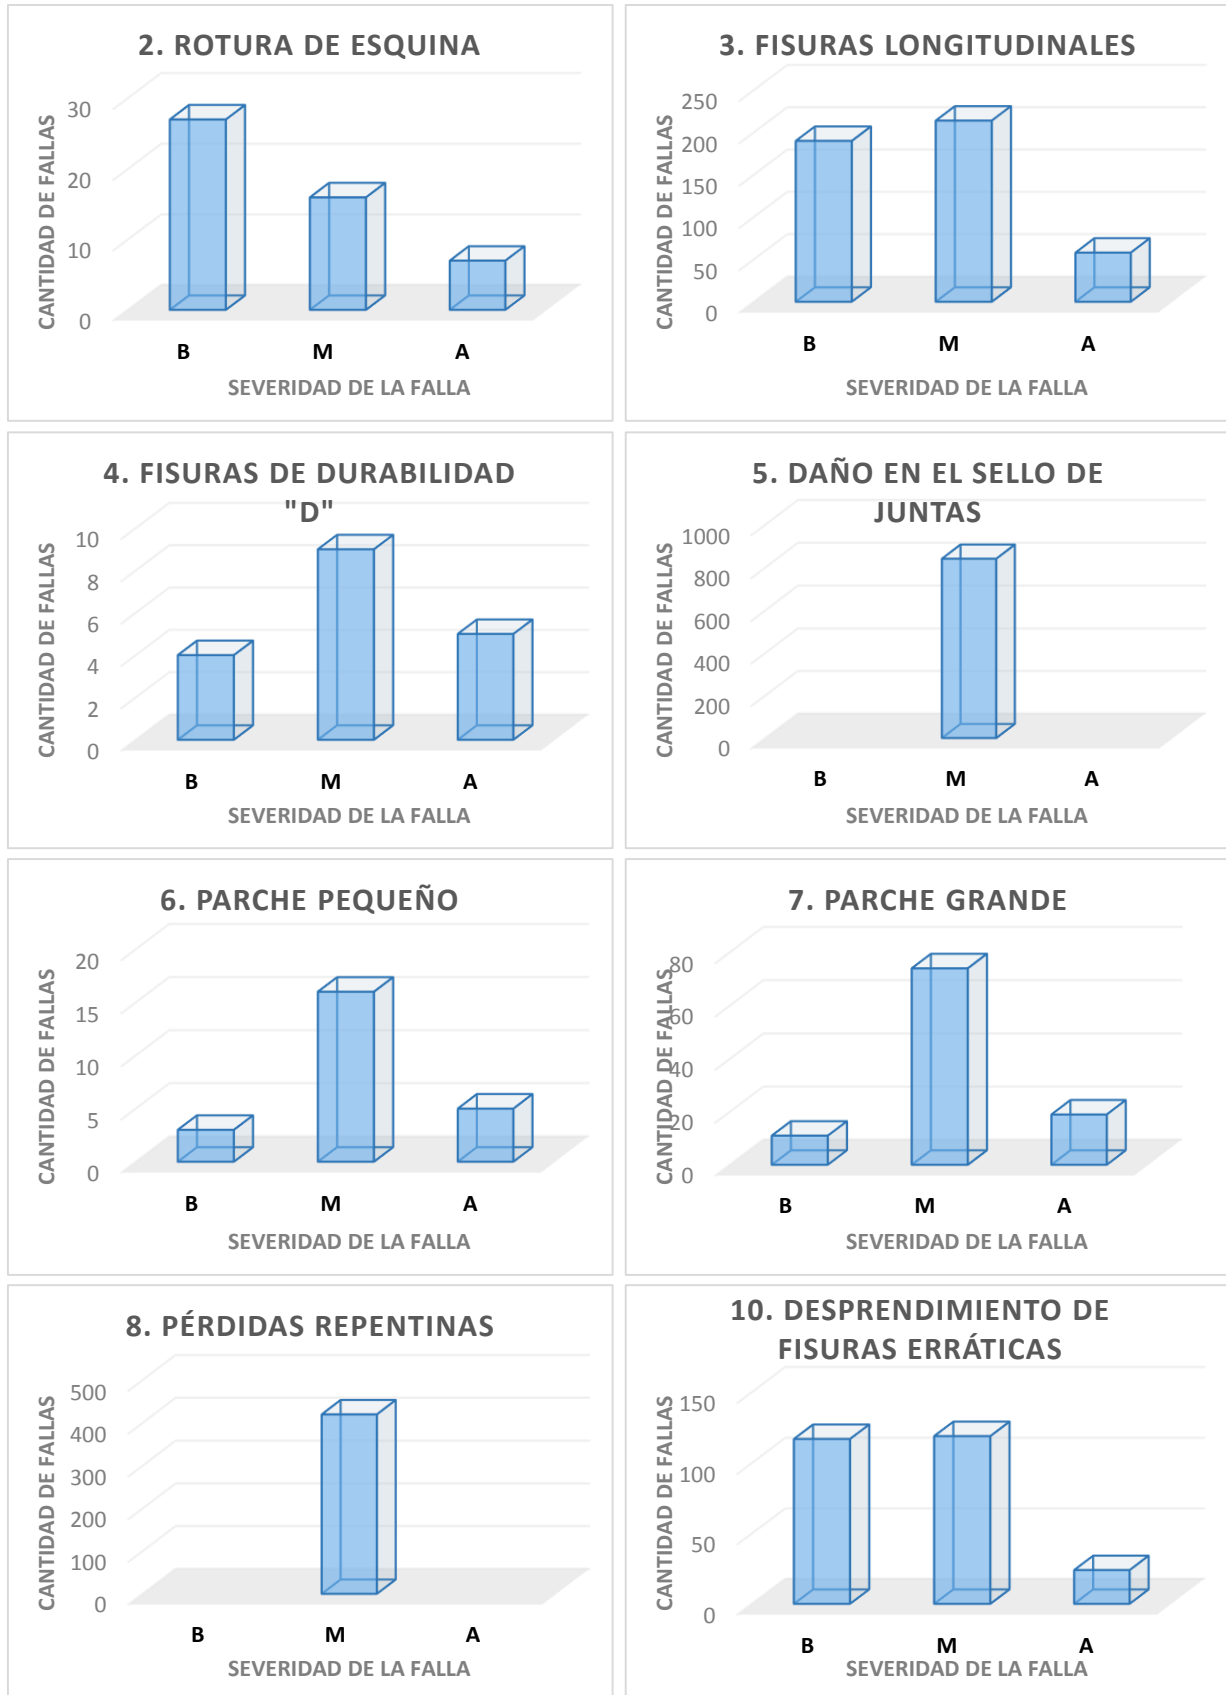 2. ROTURA DE ESQUINA
CANTIDAD DE FALLAS
30
20
10
0
B M A
SEVERIDAD DE LA FALLA
3. FISURAS LONGITUDINALES
CANTIDAD DE FALLAS
250
200
150
100
50
0
B M A
SEVERIDAD DE LA FALLA
4. FISURAS DE DURABILIDAD
"D"
CANTIDAD DE FALLAS
10
8
6
4
2
0
B M A
SEVERIDAD DE LA FALLA
5. DAÑO EN EL SELLO DE
JUNTAS
CANTIDAD DE FALLAS
1000
800
600
400
200
0
B M A
SEVERIDAD DE LA FALLA
6. PARCHE PEQUEÑO
CANTIDAD DE FALLAS
20
15
10
5
0
B M A
SEVERIDAD DE LA FALLA
7. PARCHE GRANDE
CANTIDAD DE FALLAS
80
60
40
20
0
B M A
SEVERIDAD DE LA FALLA
8. PÉRDIDAS REPENTINAS
CANTIDAD DE FALLAS
500
400
300
200
100
0
B M A
SEVERIDAD DE LA FALLA
10. DESPRENDIMIENTO DE
FISURAS ERRÁTICAS
CANTIDAD DE FALLAS
150
100
50
0
B M A
SEVERIDAD DE LA FALLA